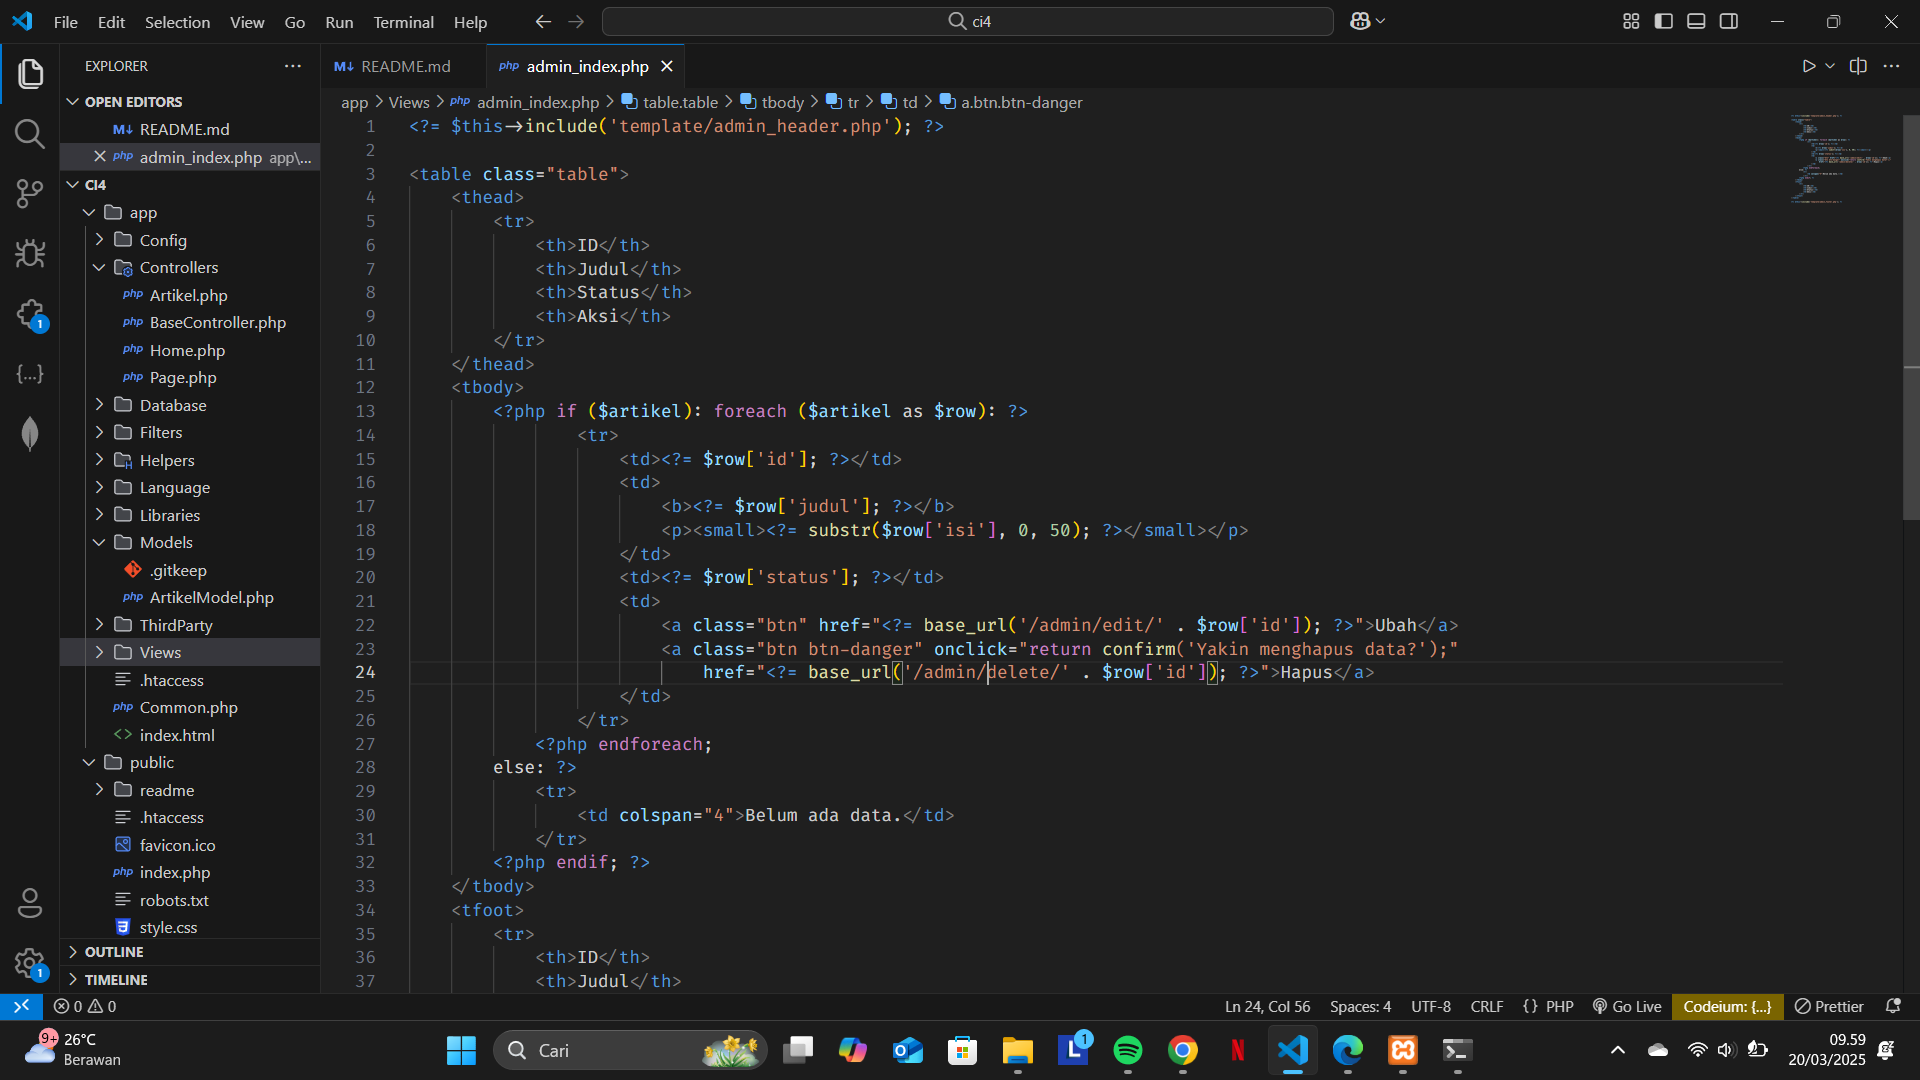 File Edit Selection View Go Run Terminal Help
ci4
EXPLORER
OPEN EDITORS
README.md
admin_index.php app\...
CI4
app
Config
Controllers
php Artikel.php
php BaseController.php
php Home.php
php Page.php
Database
Filters
Helpers
Language
Libraries
Models
.gitkeep
php ArtikelModel.php
ThirdParty
Views
.htaccess
php Common.php
index.html
public
readme
.htaccess
favicon.ico
php index.php
robots.txt
style.css
OUTLINE
TIMELINE
README.md
php admin_index.php
app > Views > php admin_index.php > table.table > tbody > tr > td > a.btn.btn-danger
1 <?= $this->include('template/admin_header.php'); ?>
2
3 <table class="table">
4 <thead>
5 <tr>
6 <th>ID</th>
7 <th>Judul</th>
8 <th>Status</th>
9 <th>Aksi</th>
10 </tr>
11 </thead>
12 <tbody>
13 <?php if ($artikel): foreach ($artikel as $row): ?>
14 <tr>
15 <td><?= $row['id']; ?></td>
16 <td>
17 <b><?= $row['judul']; ?></b>
18 <p><small><?= substr($row['isi'], 0, 50); ?></small></p>
19 </td>
20 <td><?= $row['status']; ?></td>
21 <td>
22 <a class="btn" href="<?= base_url('/admin/edit/' . $row['id']); ?>">Ubah</a>
23 <a class="btn btn-danger" onclick="return confirm('Yakin menghapus data?');"
24 href="<?= base_url('/admin/delete/' . $row['id']); ?>">Hapus</a>
25 </td>
26 </tr>
27 <?php endforeach;
28 else: ?>
29 <tr>
30 <td colspan="4">Belum ada data.</td>
31 </tr>
32 <?php endif; ?>
33 </tbody>
34 <tfoot>
35 <tr>
36 <th>ID</th>
37 <th>Judul</th>
0 0
Ln 24, Col 56 Spaces: 4 UTF-8 CRLF {} PHP Go Live Codeium: {...} Prettier
9+ 26°C
Berawan
Cari
1
09.59
20/03/2025